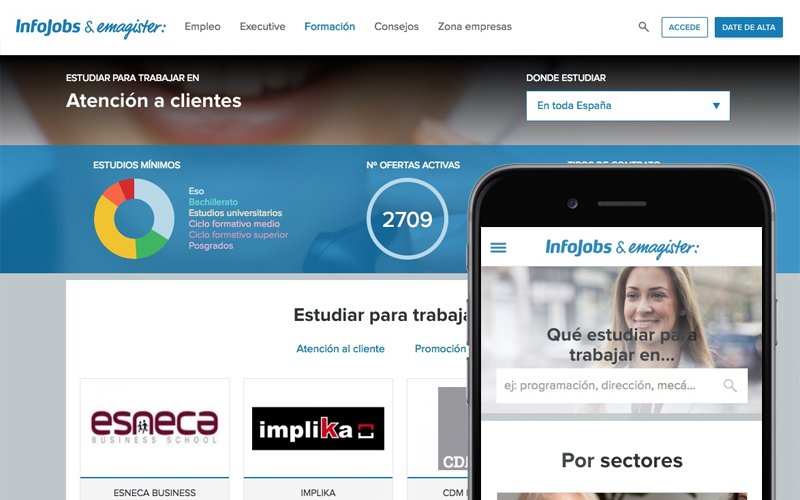 InfoJobs & emagister:
Empleo
Executive
Formación
Consejos
Zona empresas
ACCEDE
DATE DE ALTA
ESTUDIAR PARA TRABAJAR EN
Atención a clientes
DONDE ESTUDIAR
En toda España
ESTUDIOS MÍNIMOS
Eso
Bachillerato
Estudios universitarios
Ciclo formativo medio
Ciclo formativo superior
Posgrados
Nº OFERTAS ACTIVAS
2709
TIPOS DE CONTRATO
Estudiar para trabaja
Atención al cliente
Promoción
esneca
BUSINESS SCHOOL
ESNECA BUSINESS
implika
IMPLIKA
CDM
CDM
InfoJobs & emagister:
Qué estudiar para
trabajar en...
ej: programación, dirección, mecá...
Por sectores